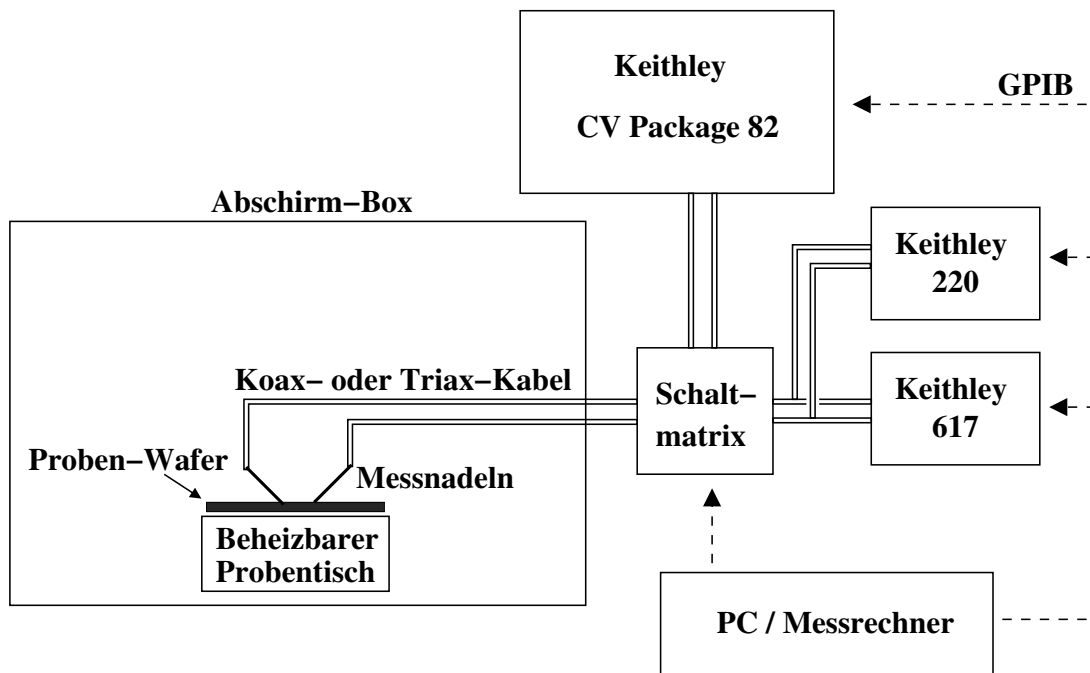 Keithley
CV Package 82
GPIB
Abschirm–Box
Keithley
220
Koax– oder Triax–Kabel
Schalt–
matrix
Keithley
617
Proben–Wafer
Messnadeln
Beheizbarer
Probentisch
PC / Messrechner